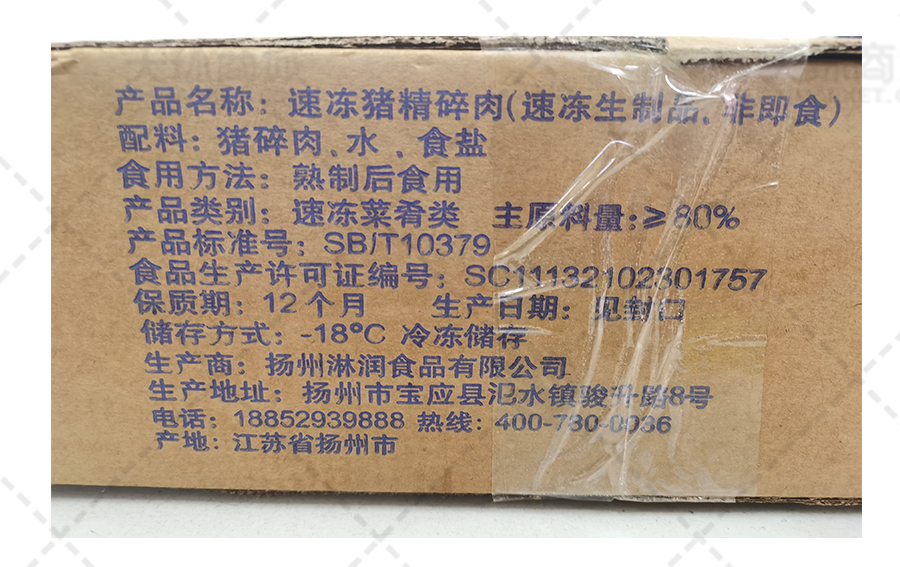 产品名称：速冻猪精碎肉(速冻生制品、非即食)
配料：猪碎肉、水、食盐
食用方法：熟制后食用
产品类别：速冻菜肴类 主原料量:≥80%
产品标准号：SB/T10379
食品生产许可证编号：SC11132102301757
保质期：12个月 生产日期：见封口
储存方式：-18℃ 冷冻储存
生产商：扬州淋润食品有限公司
生产地址：扬州市宝应县氾水镇骏升路8号
电话：18852939888 热线：400-780-0036
产地：江苏省扬州市